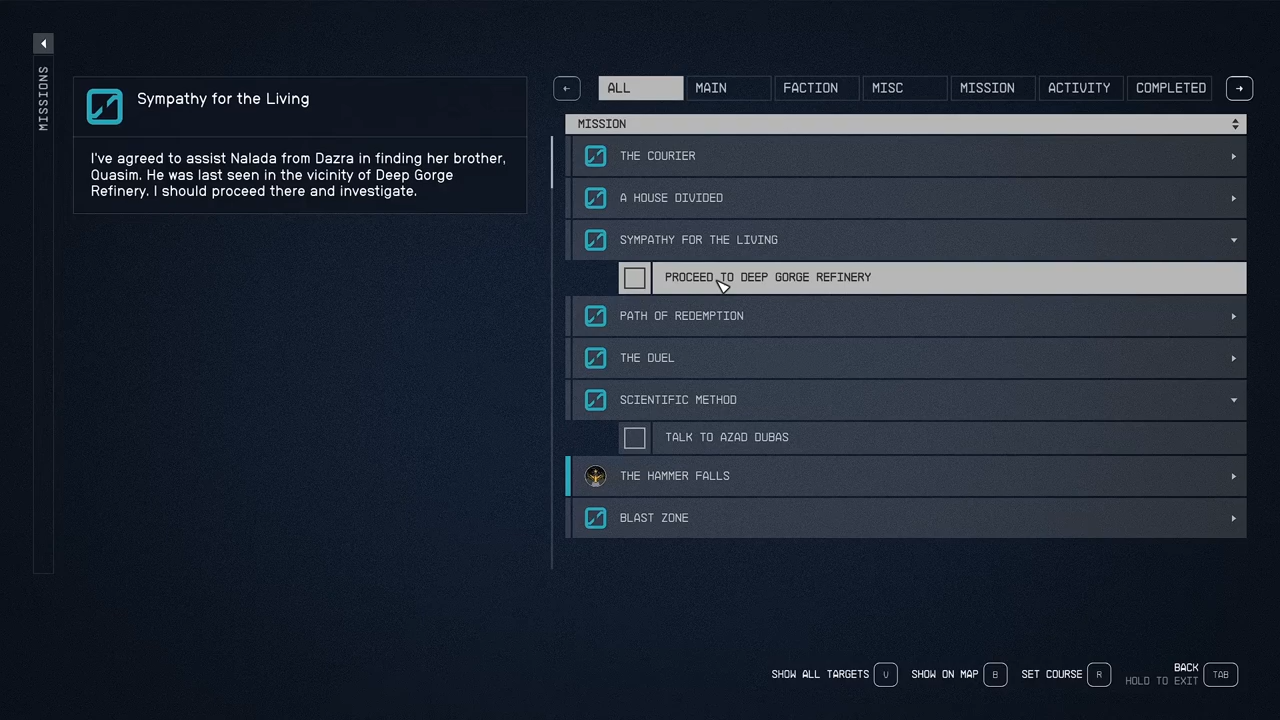 MISSIONS
Sympathy for the Living
I've agreed to assist Nalada from Dazra in finding her brother,
Quasim. He was last seen in the vicinity of Deep Gorge
Refinery. I should proceed there and investigate.
ALL MAIN FACTION MISC MISSION ACTIVITY COMPLETED
MISSION
THE COURIER
A HOUSE DIVIDED
SYMPATHY FOR THE LIVING
PROCEED TO DEEP GORGE REFINERY
PATH OF REDEMPTION
THE DUEL
SCIENTIFIC METHOD
TALK TO AZAD DUBAS
THE HAMMER FALLS
BLAST ZONE
SHOW ALL TARGETS V SHOW ON MAP B SET COURSE R BACK TAB
HOLD TO EXIT